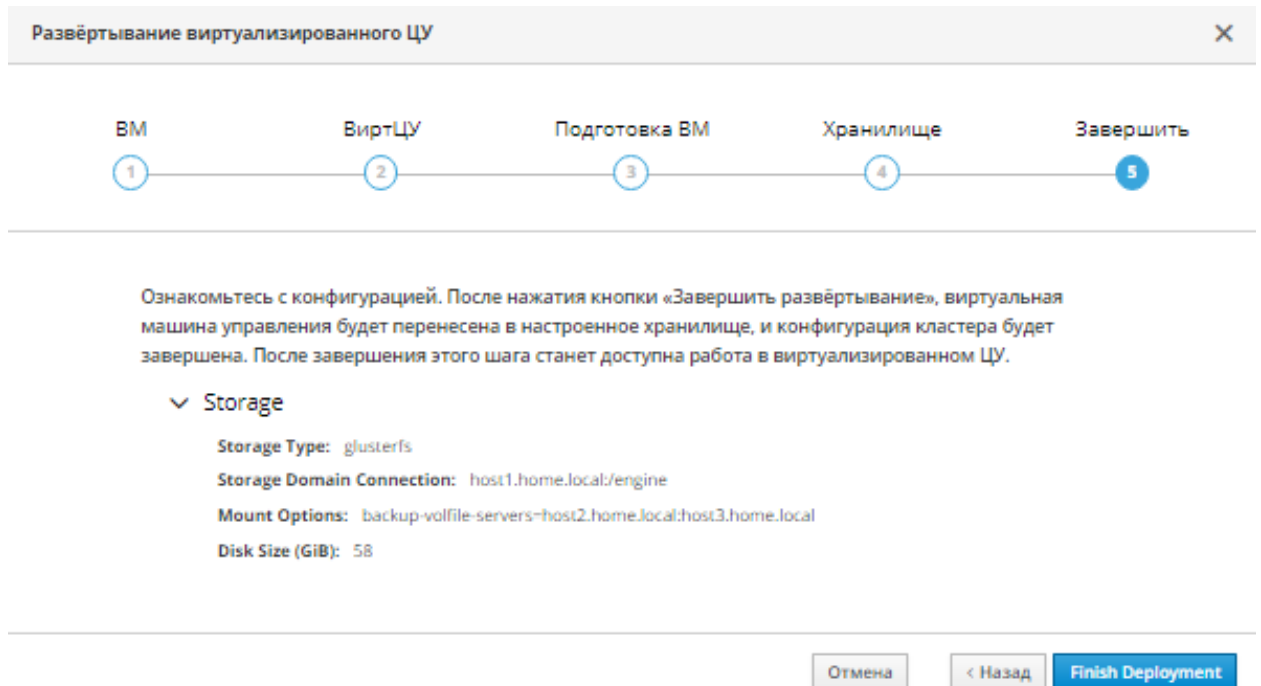 Развёртывание виртуализированного ЦУ
ВМ ВиртЦУ Подготовка ВМ Хранилище Завершить
1 2 3 4 5
Ознакомьтесь с конфигурацией. После нажатия кнопки «Завершить развёртывание», виртуальная
машина управления будет перенесена в настроенное хранилище, и конфигурация кластера будет
завершена. После завершения этого шага станет доступна работа в виртуализированном ЦУ.
Storage
Storage Type: glusterfs
Storage Domain Connection: host1.home.local:/engine
Mount Options: backup-volfile-servers=host2.home.local:host3.home.local
Disk Size (GiB): 58
Отмена < Назад Finish Deployment